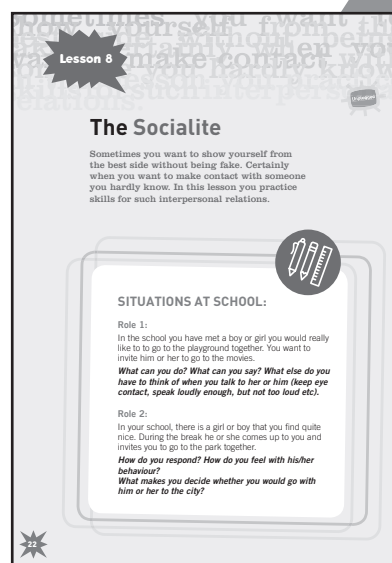 Lesson 8
The Socialite
Sometimes you want to show yourself from
the best side without being fake. Certainly
when you want to make contact with someone
you hardly know. In this lesson you practice
skills for such interpersonal relations.
SITUATIONS AT SCHOOL:
Role 1:
In the school you have met a boy or girl you would really
like to to go to the playground together. You want to
invite him or her to go to the movies.
What can you do? What can you say? What else do you
have to think of when you talk to her or him (keep eye
contact, speak loudly enough, but not too loud etc).
Role 2:
In your school, there is a girl or boy that you find quite
nice. During the break he or she comes up to you and
invites you to go to the park together.
How do you respond? How do you feel with his/her
behaviour?
What makes you decide whether you would go with
him or her to the city?
22